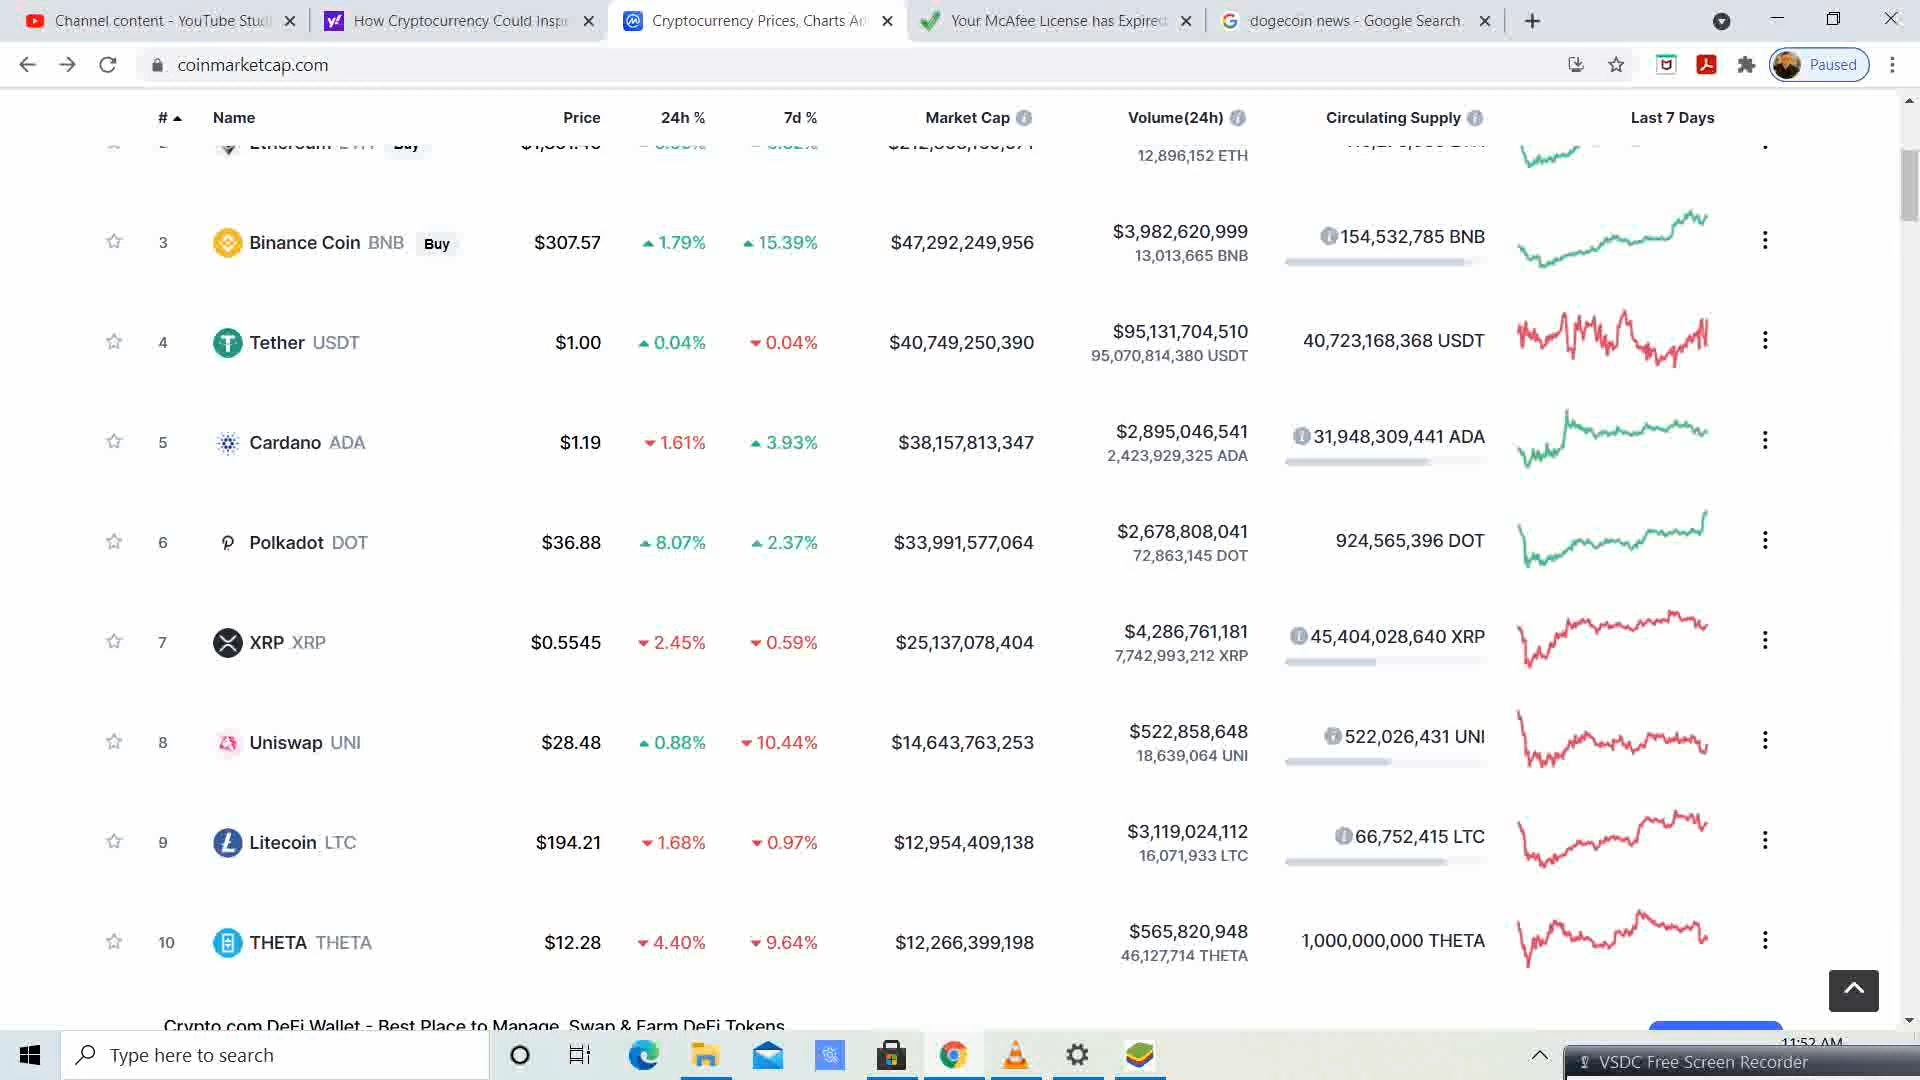 Channel content - YouTube Stud
How Cryptocurrency Could Insp
Cryptocurrency Prices, Charts An
Your McAfee License has Expired
dogecoin news - Google Search
coinmarketcap.com
Paused
# Name Price 24h % 7d % Market Cap Volume(24h) Circulating Supply Last 7 Days
Buy
12,896,152 ETH
3 Binance Coin BNB Buy $307.57 1.79% 15.39% $47,292,249,956 $3,982,620,999 154,532,785 BNB
13,013,665 BNB
4 Tether USDT $1.00 0.04% 0.04% $40,749,250,390 $95,131,704,510 40,723,168,368 USDT
95,070,814,380 USDT
5 Cardano ADA $1.19 1.61% 3.93% $38,157,813,347 $2,895,046,541 31,948,309,441 ADA
2,423,929,325 ADA
6 Polkadot DOT $36.88 8.07% 2.37% $33,991,577,064 $2,678,808,041 924,565,396 DOT
72,863,145 DOT
7 XRP XRP $0.5545 2.45% 0.59% $25,137,078,404 $4,286,761,181 45,404,028,640 XRP
7,742,993,212 XRP
8 Uniswap UNI $28.48 0.88% 10.44% $14,643,763,253 $522,858,648 522,026,431 UNI
18,639,064 UNI
9 Litecoin LTC $194.21 1.68% 0.97% $12,954,409,138 $3,119,024,112 66,752,415 LTC
16,071,933 LTC
10 THETA THETA $12.28 4.40% 9.64% $12,266,399,198 $565,820,948 1,000,000,000 THETA
46,127,714 THETA
Crypto.com DeFi Wallet - Best Place to Manage, Swap & Earn DeFi Tokens
Type here to search
11:52 AM
VSDC Free Screen Recorder